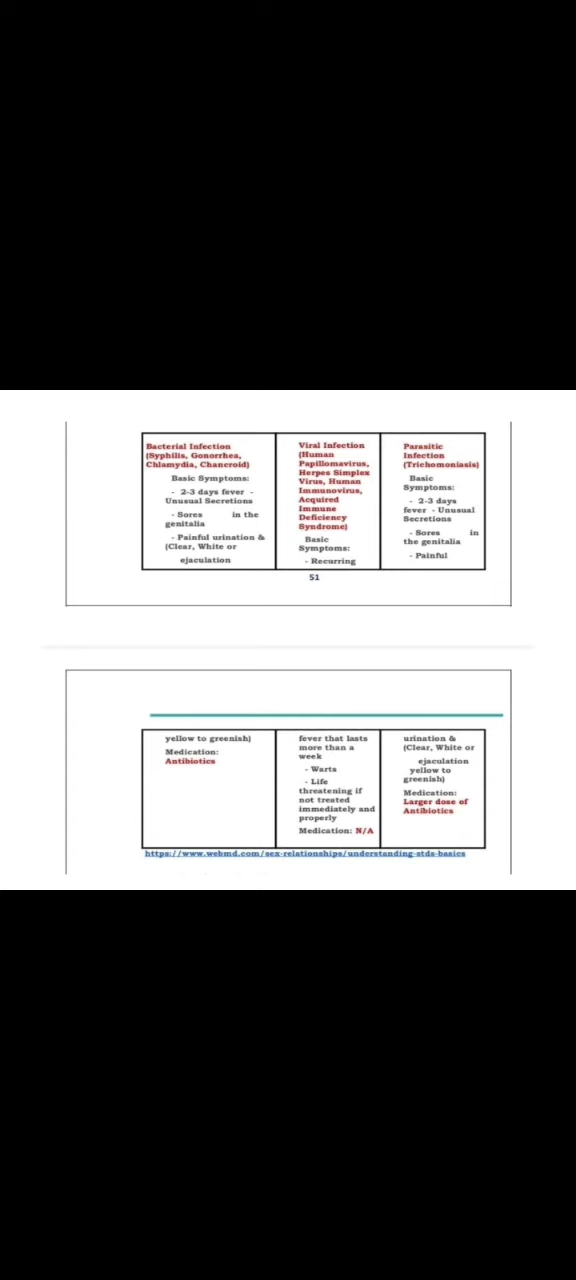 Bacterial Infection
(Syphilis, Gonorrhea,
Chlamydia, Chancroid)
Basic Symptoms:
- 2-3 days fever -
Unusual Secretions
- Sores in the
genitalia
- Painful urination &
(Clear, White or
ejaculation
Viral Infection
(Human
Papillomavirus,
Herpes Simplex
Virus, Human
Immunovirus,
Acquired
Immune
Deficiency
Syndrome)
Basic
Symptoms:
- Recurring
Parasitic
Infection
(Trichomoniasis)
Basic
Symptoms:
- 2-3 days
fever - Unusual
Secretions
- Sores in
the genitalia
- Painful
51
yellow to greenish)
Medication:
Antibiotics
fever that lasts
more than a
week
- Warts
- Life
threatening if
not treated
immediately and
properly
Medication: N/A
urination &
(Clear, White or
ejaculation
yellow to
greenish)
Medication:
Larger dose of
Antibiotics
https://www.webmd.com/sex-relationships/understanding-stds-basics